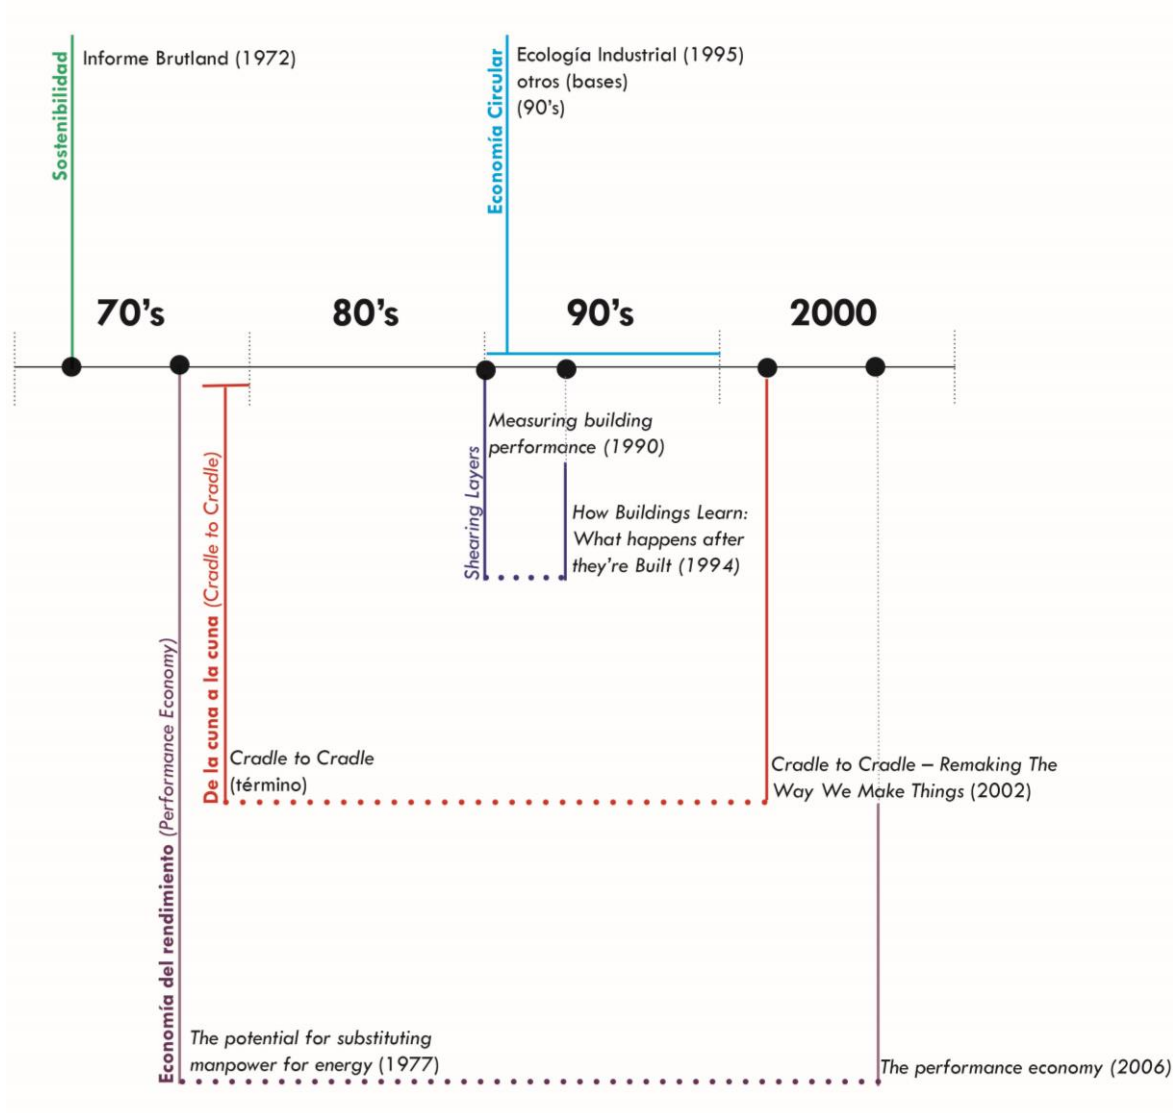 Sostenibilidad
Informe Brutland (1972)
Economía Circular
Ecología Industrial (1995)
otros (bases)
(90's)
70's
80's
90's
2000
Shearing Layers
Measuring building
performance (1990)
How Buildings Learn:
What happens after
they're Built (1994)
De la cuna a la cuna (Cradle to Cradle)
Cradle to Cradle
(término)
Cradle to Cradle – Remaking The
Way We Make Things (2002)
Economía del rendimiento (Performance Economy)
The potential for substituting
manpower for energy (1977)
The performance economy (2006)